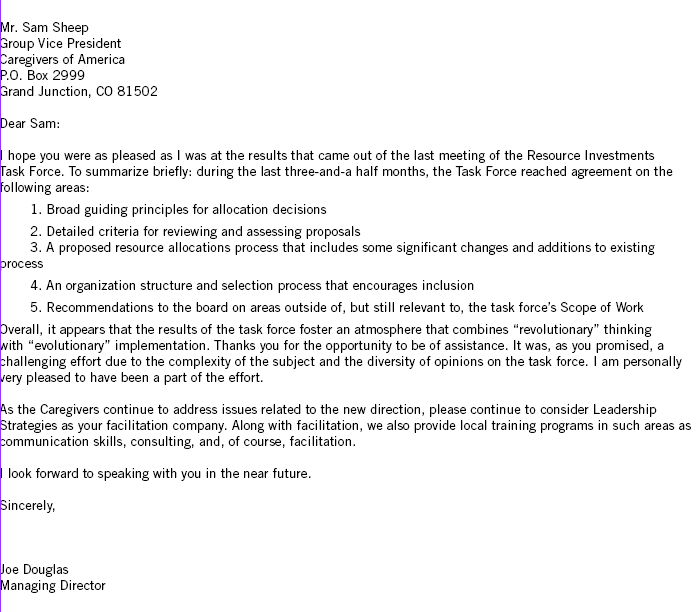 Mr. Sam Sheep
Group Vice President
Caregivers of America
P.O. Box 2999
Grand Junction, CO 81502
Dear Sam:
I hope you were as pleased as I was at the results that came out of the last meeting of the Resource Investments
Task Force. To summarize briefly: during the last three-and-a half months, the Task Force reached agreement on the
following areas:
1. Broad guiding principles for allocation decisions
2. Detailed criteria for reviewing and assessing proposals
3. A proposed resource allocations process that includes some significant changes and additions to existing
process
4. An organization structure and selection process that encourages inclusion
5. Recommendations to the board on areas outside of, but still relevant to, the task force’s Scope of Work
Overall, it appears that the results of the task force foster an atmosphere that combines “revolutionary” thinking
with “evolutionary” implementation. Thanks you for the opportunity to be of assistance. It was, as you promised, a
challenging effort due to the complexity of the subject and the diversity of opinions on the task force. I am personally
very pleased to have been a part of the effort.
As the Caregivers continue to address issues related to the new direction, please continue to consider Leadership
Strategies as your facilitation company. Along with facilitation, we also provide local training programs in such areas as
communication skills, consulting, and, of course, facilitation.
I look forward to speaking with you in the near future.
Sincerely,
Joe Douglas
Managing Director